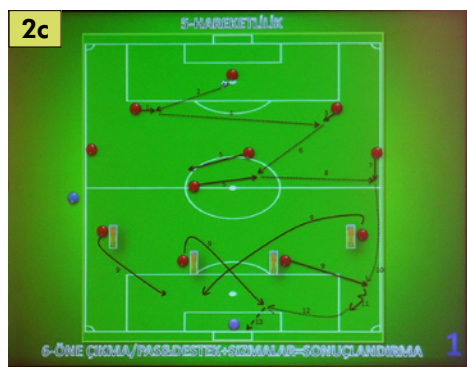 2c
5-HAREKETLİLİK
6-ÖNE ÇIKMA/PAS&DESTEK+SIZMALAR=SONUÇLANDIRMA
1